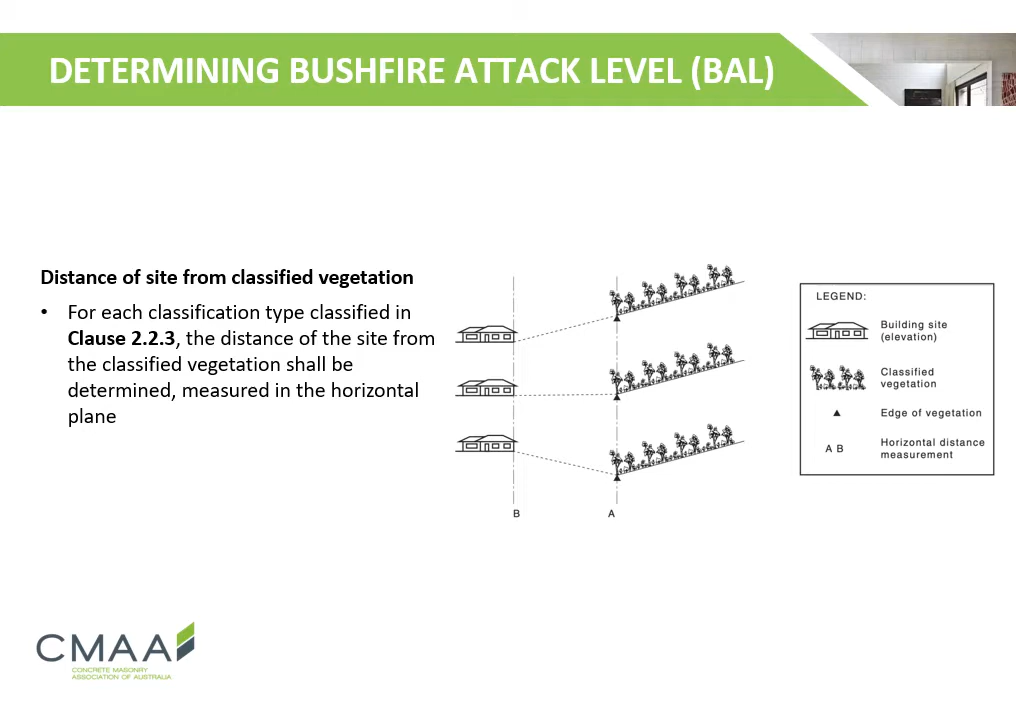 DETERMINING BUSHFIRE ATTACK LEVEL (BAL)
Distance of site from classified vegetation
• For each classification type classified in
Clause 2.2.3, the distance of the site from
the classified vegetation shall be
determined, measured in the horizontal
plane
B
A
LEGEND:
Building site
(elevation)
Classified
vegetation
Edge of vegetation
A B
Horizontal distance
measurement
CMAA
CONCRETE MASONRY
ASSOCIATION OF AUSTRALIA